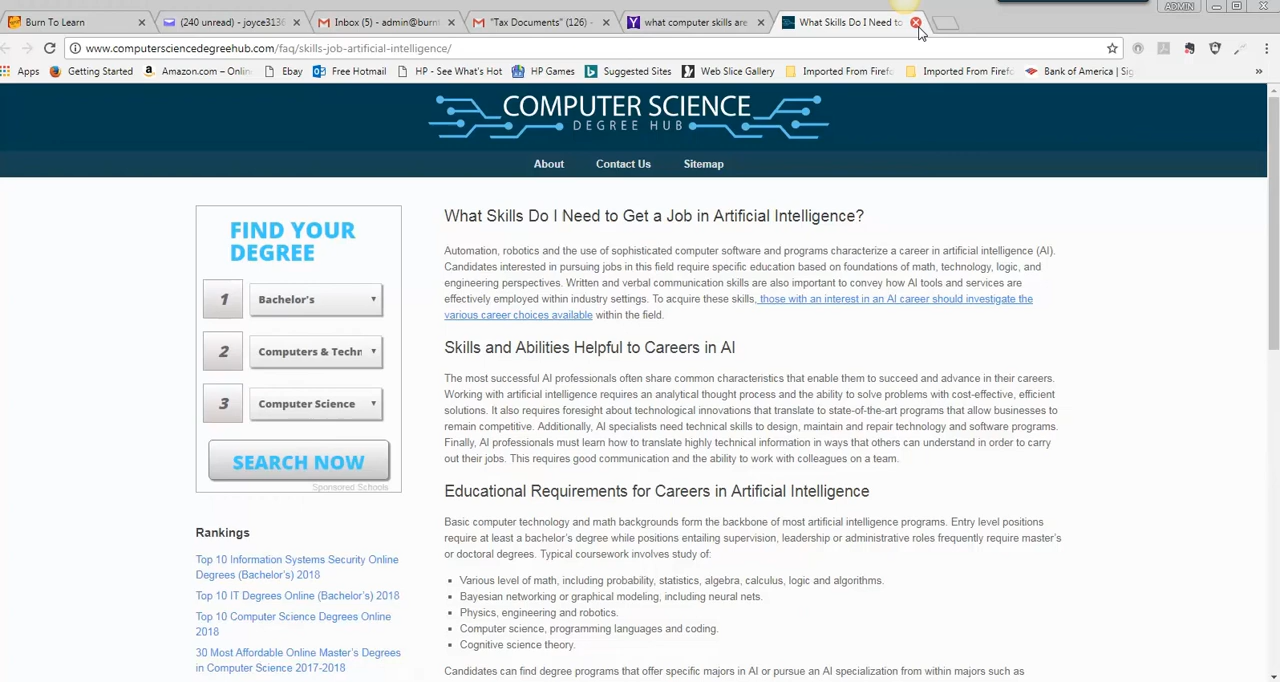 ADMIN
Burn To Learn
(240 unread) - joyce3138
Inbox (5) - admin@burnt
"Tax Documents" (126) -
what computer skills are
What Skills Do I Need to
www.computersciencedegreehub.com/faq/skills-job-artificial-intelligence/
Apps Getting Started Amazon.com – Onlin Ebay Free Hotmail HP - See What's Hot HP Games Suggested Sites Web Slice Gallery Imported From Firefo Imported From Firefo Bank of America | Sig »
COMPUTER SCIENCE
DEGREE HUB
About Contact Us Sitemap
FIND YOUR
DEGREE
1 Bachelor's
2 Computers & Techn
3 Computer Science
SEARCH NOW
Sponsored Schools
Rankings
Top 10 Information Systems Security Online
Degrees (Bachelor's) 2018
Top 10 IT Degrees Online (Bachelor's) 2018
Top 10 Computer Science Degrees Online
2018
30 Most Affordable Online Master's Degrees
in Computer Science 2017-2018
What Skills Do I Need to Get a Job in Artificial Intelligence?
Automation, robotics and the use of sophisticated computer software and programs characterize a career in artificial intelligence (AI).
Candidates interested in pursuing jobs in this field require specific education based on foundations of math, technology, logic, and
engineering perspectives. Written and verbal communication skills are also important to convey how AI tools and services are
effectively employed within industry settings. To acquire these skills, those with an interest in an AI career should investigate the
various career choices available within the field.
Skills and Abilities Helpful to Careers in AI
The most successful AI professionals often share common characteristics that enable them to succeed and advance in their careers.
Working with artificial intelligence requires an analytical thought process and the ability to solve problems with cost-effective, efficient
solutions. It also requires foresight about technological innovations that translate to state-of-the-art programs that allow businesses to
remain competitive. Additionally, AI specialists need technical skills to design, maintain and repair technology and software programs.
Finally, AI professionals must learn how to translate highly technical information in ways that others can understand in order to carry
out their jobs. This requires good communication and the ability to work with colleagues on a team.
Educational Requirements for Careers in Artificial Intelligence
Basic computer technology and math backgrounds form the backbone of most artificial intelligence programs. Entry level positions
require at least a bachelor's degree while positions entailing supervision, leadership or administrative roles frequently require master's
or doctoral degrees. Typical coursework involves study of:
Various level of math, including probability, statistics, algebra, calculus, logic and algorithms.
Bayesian networking or graphical modeling, including neural nets.
Physics, engineering and robotics.
Computer science, programming languages and coding.
Cognitive science theory.
Candidates can find degree programs that offer specific majors in AI or pursue an AI specialization from within majors such as